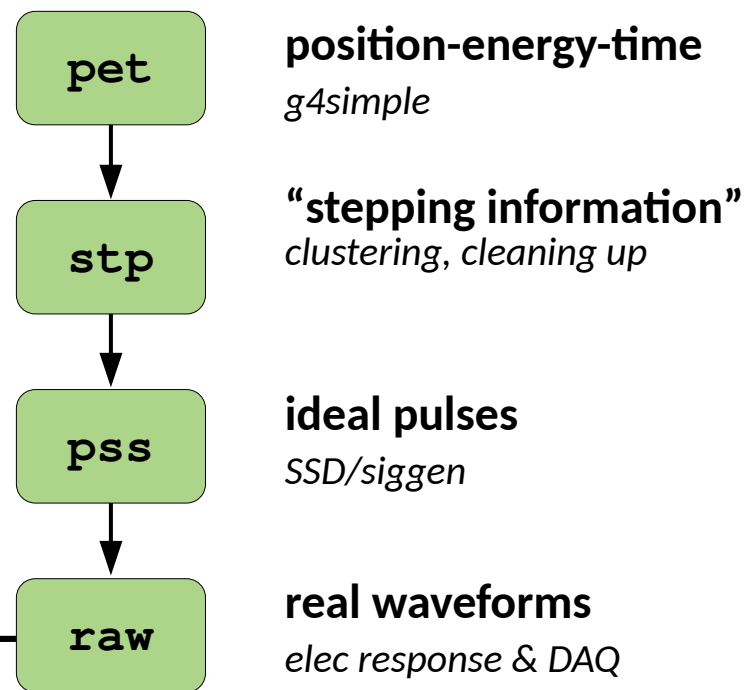 pet
position-energy-time
g4simple
stp
“stepping information”
clustering, cleaning up
pss
ideal pulses
SSD/siggen
raw
real waveforms
elec response & DAQ